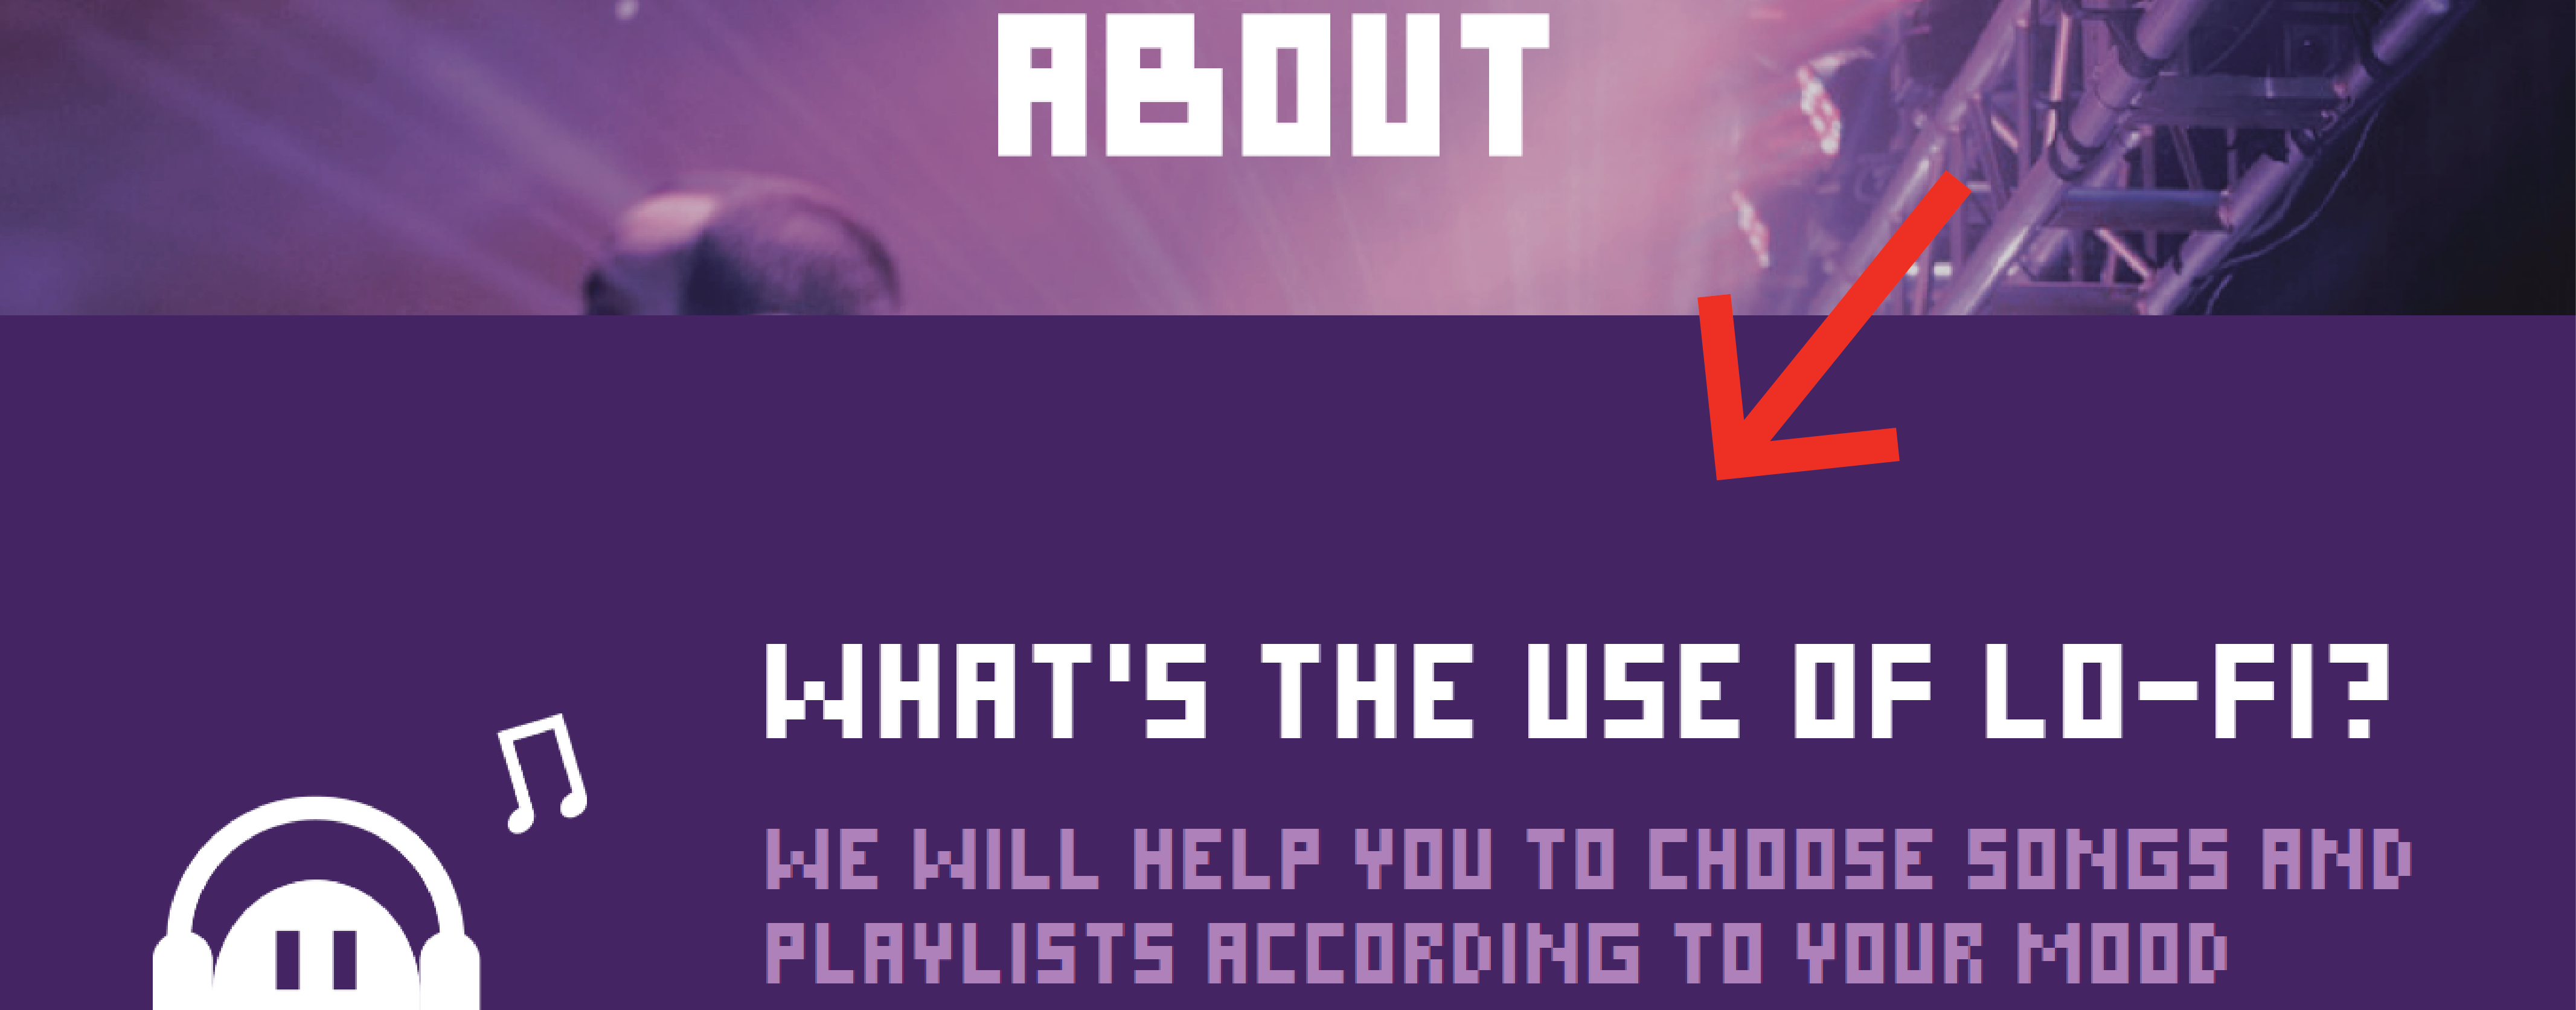 ABOUT
WHAT'S THE USE OF LO-FI?
WE WILL HELP YOU TO CHOOSE SONGS AND
PLAYLISTS ACCORDING TO YOUR MOOD